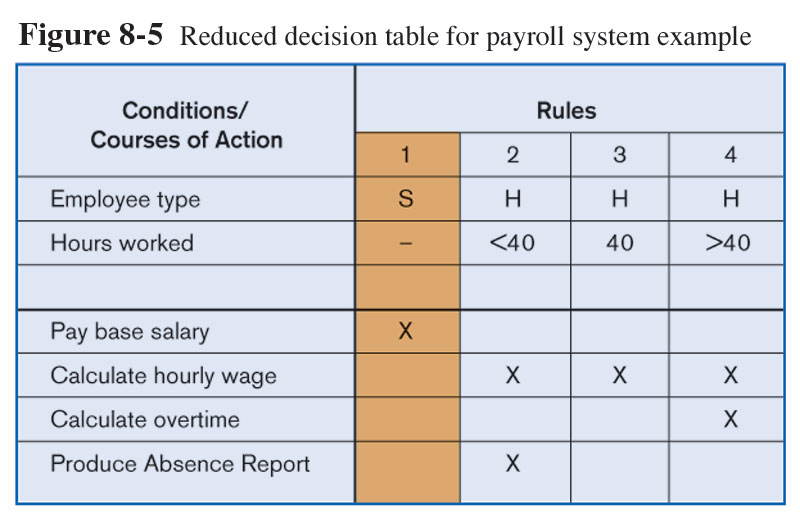 Figure 8-5 Reduced decision table for payroll system example
Conditions/
Courses of Action
Rules
1 2 3 4
Employee type S H H H
Hours worked – <40 40 >40
Pay base salary X
Calculate hourly wage X X X
Calculate overtime X
Produce Absence Report X